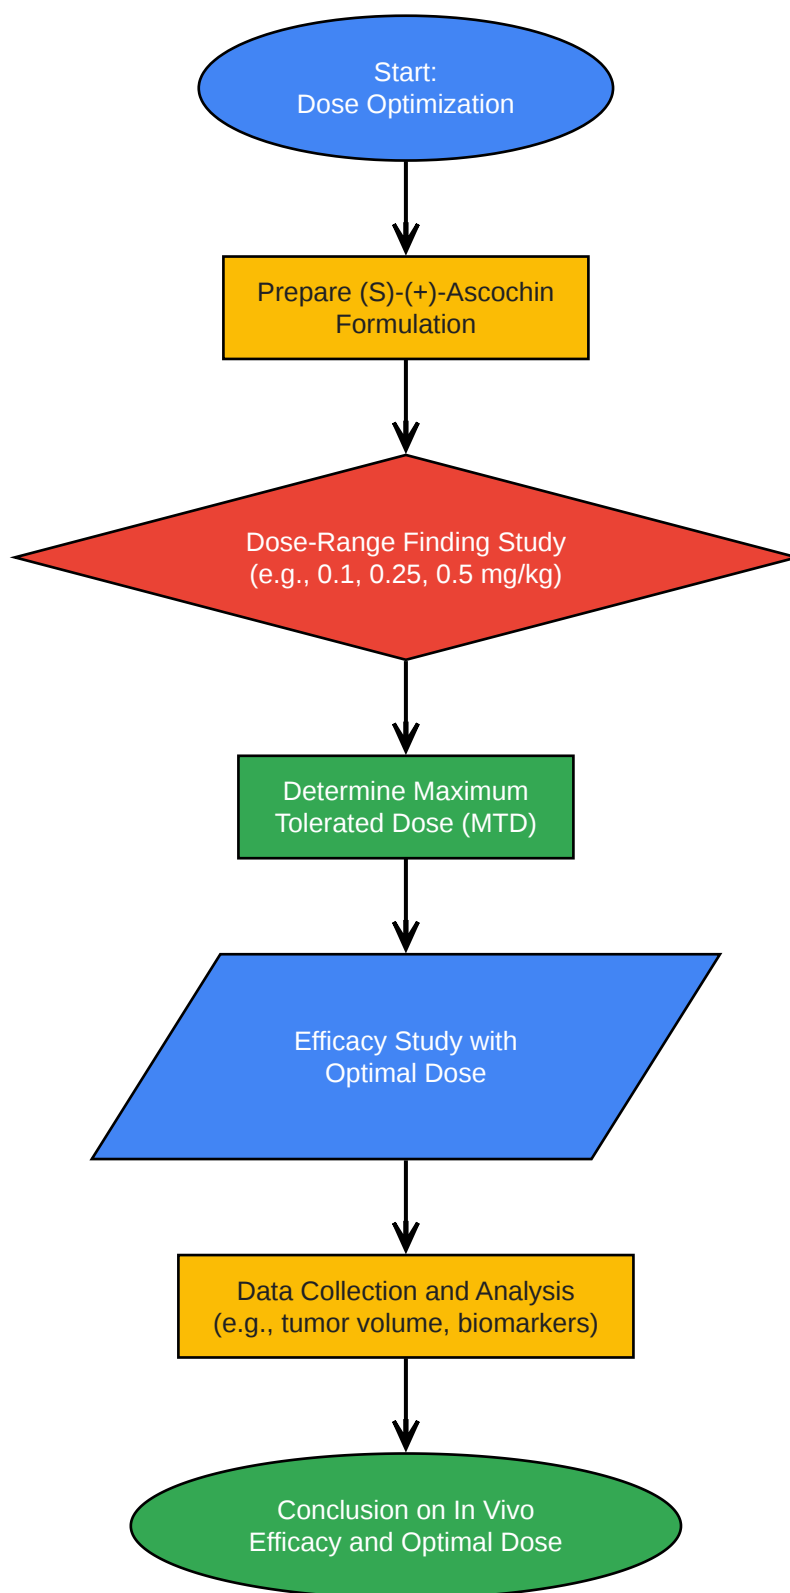 Start:
Dose Optimization
Prepare (S)-(+)-Ascochin
Formulation
Dose-Range Finding Study
(e.g., 0.1, 0.25, 0.5 mg/kg)
Determine Maximum
Tolerated Dose (MTD)
Efficacy Study with
Optimal Dose
Data Collection and Analysis
(e.g., tumor volume, biomarkers)
Conclusion on In Vivo
Efficacy and Optimal Dose